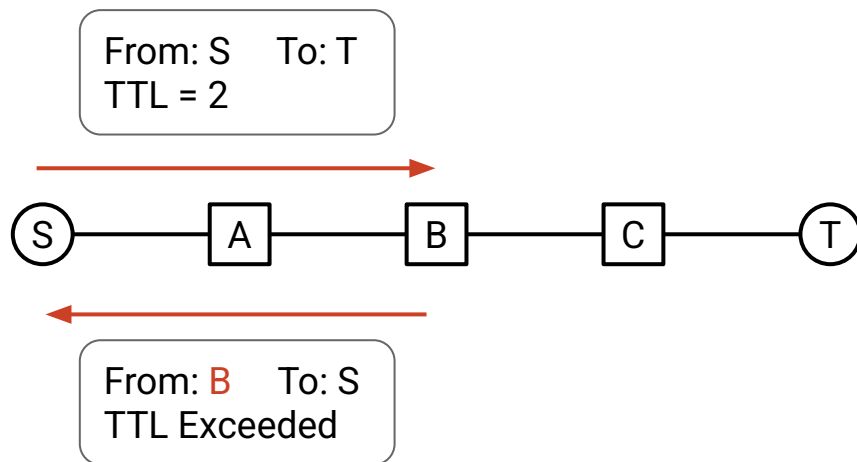 From: S To: T
TTL = 2
S A B C T
From: B To: S
TTL Exceeded